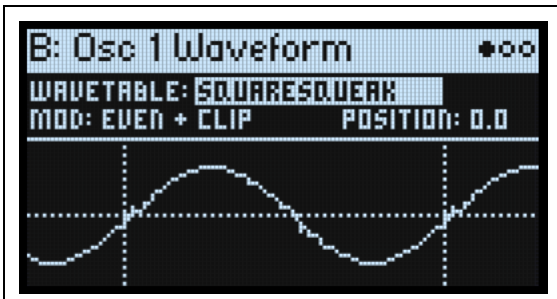 B: Osc 1 Waveform
WAVETABLE: SQUARESQUEAK
MOD: EVEN + CLIP POSITION: 0.0